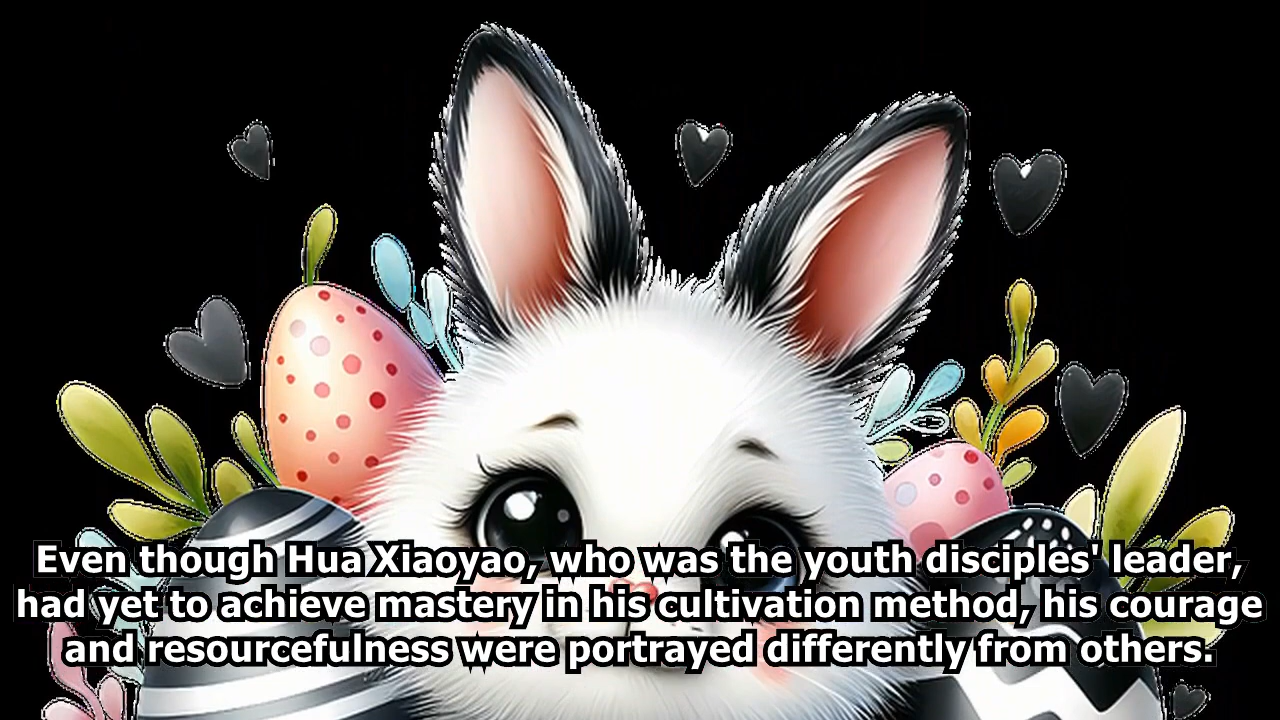 Even though Hua Xiaoyao, who was the youth disciples' leader,
had yet to achieve mastery in his cultivation method, his courage
and resourcefulness were portrayed differently from others.